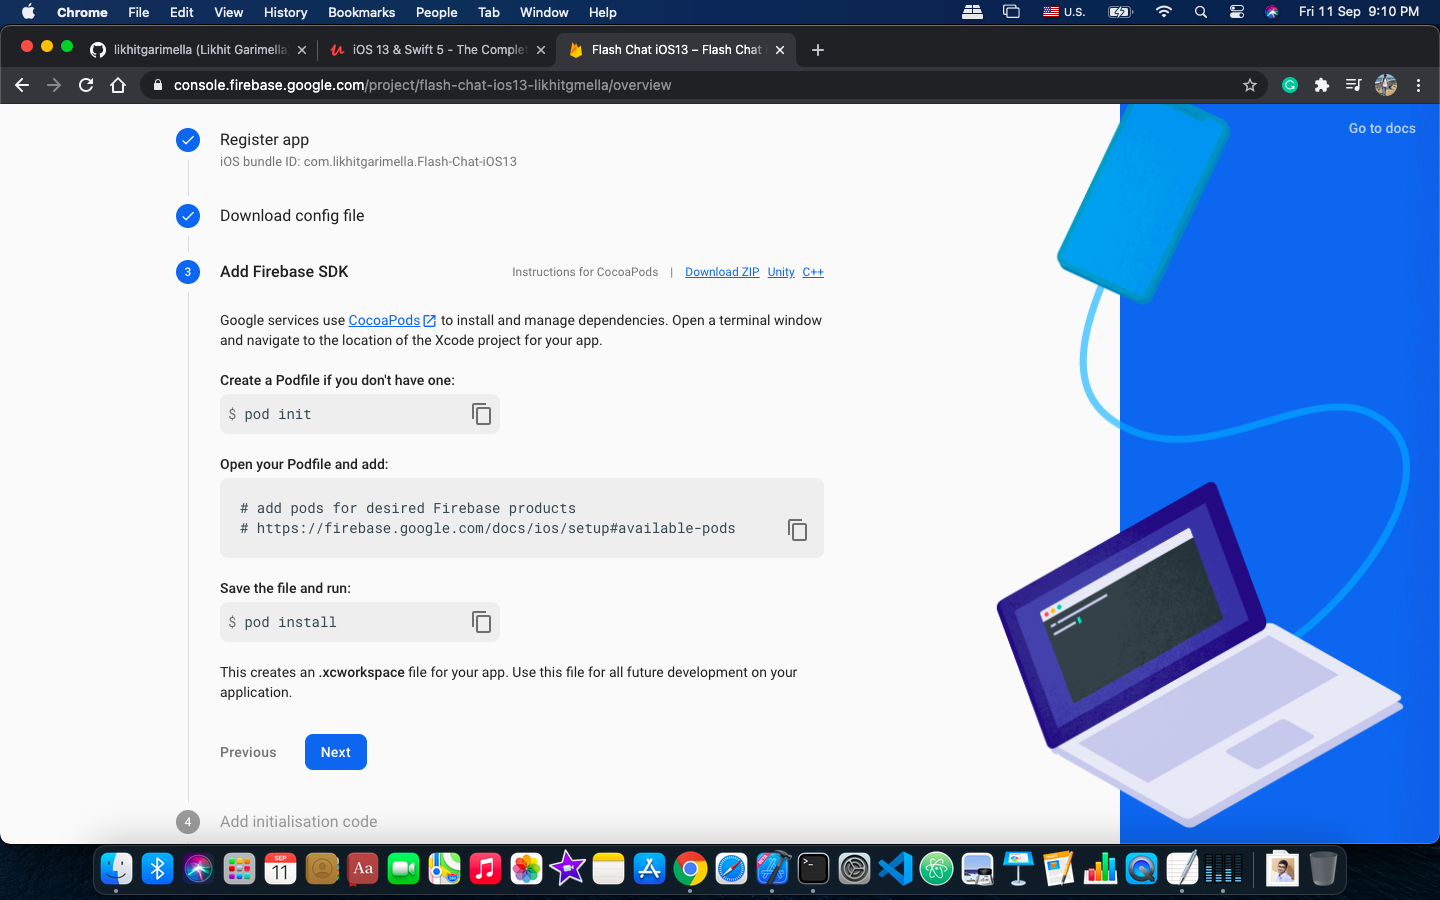 Chrome File Edit View History Bookmarks People Tab Window Help U.S. Fri 11 Sep 9:10 PM
likhitgarimella (Likhit Garimella iOS 13 & Swift 5 - The Comple Flash Chat iOS13 – Flash Chat
console.firebase.google.com/project/flash-chat-ios13-likhitgmella/overview
Go to docs
Register app
iOS bundle ID: com.likhitgarimella.Flash-Chat-iOS13
Download config file
3 Add Firebase SDK Instructions for CocoaPods | Download ZIP Unity C++
Google services use CocoaPods to install and manage dependencies. Open a terminal window
and navigate to the location of the Xcode project for your app.
Create a Podfile if you don't have one:
$ pod init
Open your Podfile and add:
# add pods for desired Firebase products
# https://firebase.google.com/docs/ios/setup#available-pods
Save the file and run:
$ pod install
This creates an .xcworkspace file for your app. Use this file for all future development on your
application.
Previous Next
4 Add initialisation code
SEP
11
Aa